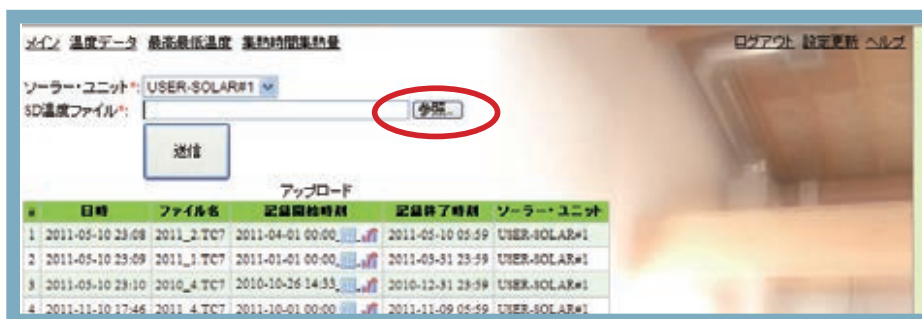 メイン 温度データ 最高最低温度 集熱時間集熱量 ログアウト 設定更新 ヘルプ
ソーラー・ユニット*: USER-SOLAR#1
SD温度ファイル*: 参照...
送信
アップロード
# 日時 ファイル名 記録開始時刻 記録終了時刻 ソーラー・ユニット
1 2011-05-10 23:08 2011_2.TC7 2011-04-01 00:00 2011-05-10 05:59 USER-SOLAR#1
2 2011-05-10 23:09 2011_1.TC7 2011-01-01 00:00 2011-03-31 23:59 USER-SOLAR#1
3 2011-05-10 23:10 2010_4.TC7 2010-10-26 14:33 2010-12-31 23:59 USER-SOLAR#1
4 2011-11-10 17:46 2011_4.TC7 2011-10-01 00:00 2011-11-09 05:59 USER-SOLAR#1